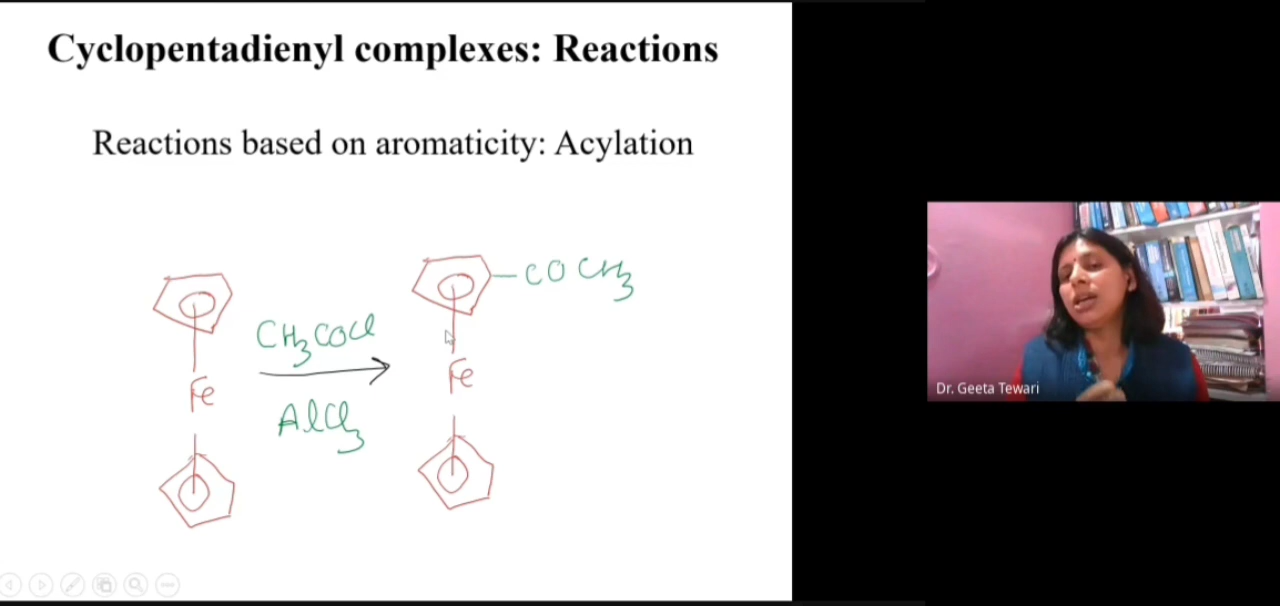 Cyclopentadienyl complexes: Reactions
Reactions based on aromaticity: Acylation
Fe
CH3COCl
AlCl3
Fe
-COCH3
Dr. Geeta Tewari